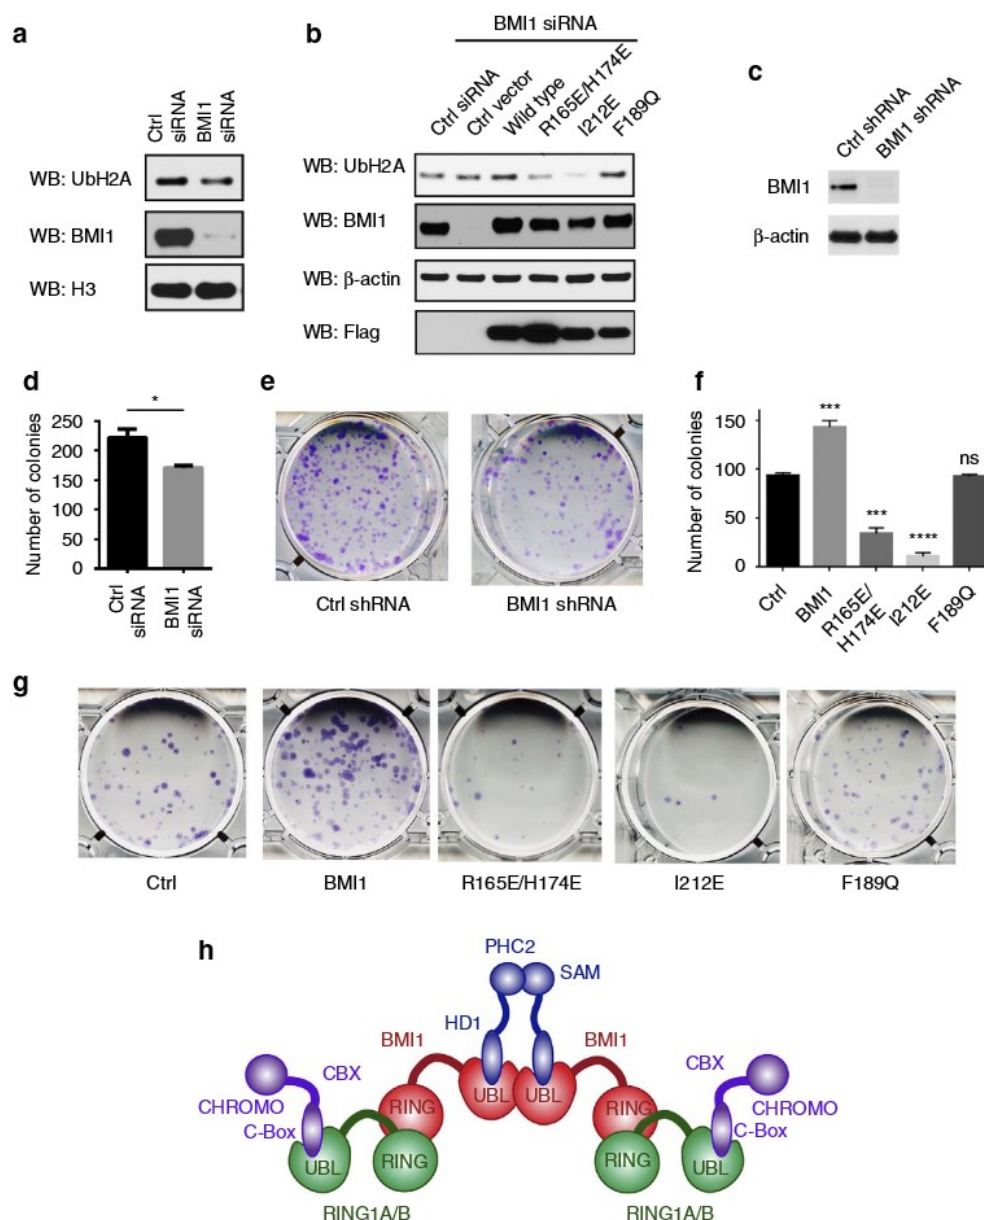 a
Ctrl siRNA
BMI1 siRNA
WB: UbH2A
WB: BMI1
WB: H3
b
BMI1 siRNA
Ctrl siRNA
Ctrl vector
Wild type
R165E/H174E
I212E
F189Q
WB: UbH2A
WB: BMI1
WB: β-actin
WB: Flag
c
Ctrl shRNA
BMI1 shRNA
BMI1
β-actin
d
Number of colonies
250
200
150
100
50
0
*
Ctrl siRNA
BMI1 siRNA
e
Ctrl shRNA
BMI1 shRNA
f
Number of colonies
150
100
50
0
***
***
****
ns
Ctrl
BMI1
R165E/
H174E
I212E
F189Q
g
Ctrl
BMI1
R165E/H174E
I212E
F189Q
h
PHC2
SAM
HD1
BMI1
BMI1
CBX
CBX
CHROMO
CHROMO
C-Box
C-Box
UBL
UBL
RING
RING
UBL
RING
RING
UBL
RING1A/B
RING1A/B